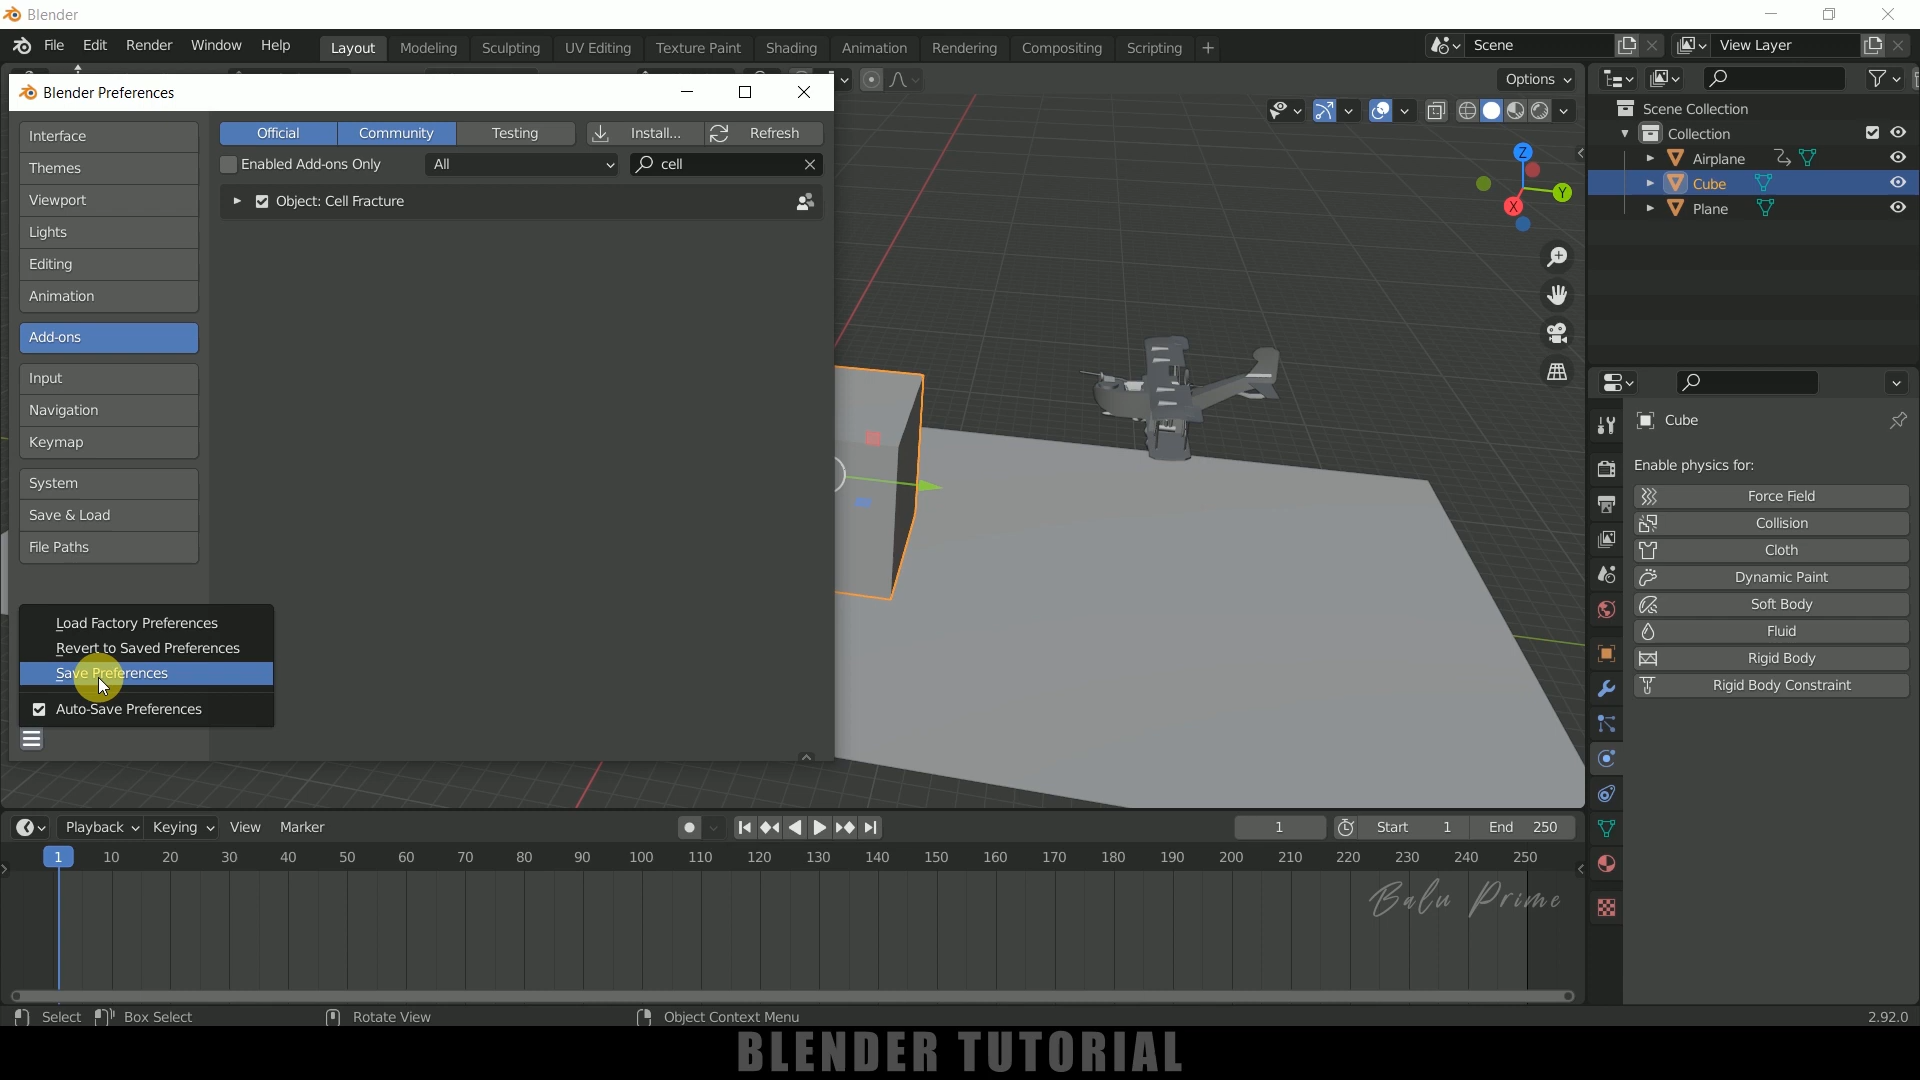 Blender
File Edit Render Window Help Layout Modeling Sculpting UV Editing Texture Paint Shading Animation Rendering Compositing Scripting + Scene View Layer
Options
Blender Preferences
Interface
Themes
Viewport
Lights
Editing
Animation
Add-ons
Input
Navigation
Keymap
System
Save & Load
File Paths
Official Community Testing Install... Refresh
Enabled Add-ons Only All cell
Object: Cell Fracture
Load Factory Preferences
Revert to Saved Preferences
Save Preferences
Auto-Save Preferences
Z
Y
X
Scene Collection
Collection
Airplane
Cube
Plane
Cube
Enable physics for:
Force Field
Collision
Cloth
Dynamic Paint
Soft Body
Fluid
Rigid Body
Rigid Body Constraint
Playback Keying View Marker 1 Start 1 End 250
1 10 20 30 40 50 60 70 80 90 100 110 120 130 140 150 160 170 180 190 200 210 220 230 240 250
Balu Prime
Select Box Select Rotate View Object Context Menu 2.92.0
BLENDER TUTORIAL